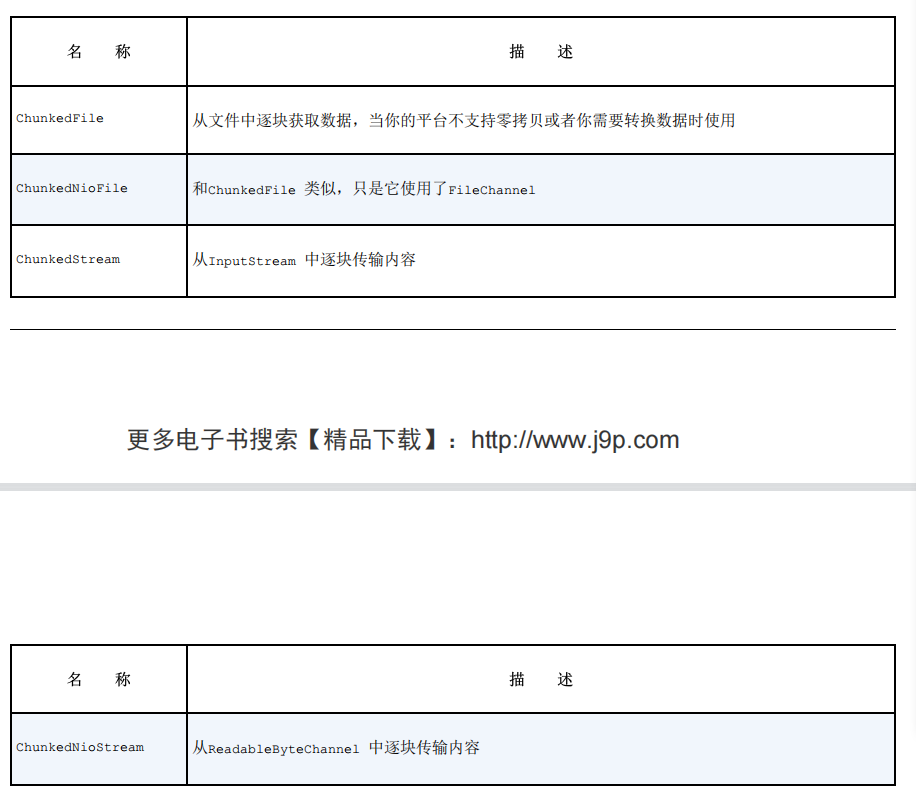 名 称 描 述
ChunkedFile 从文件中逐块获取数据，当你的平台不支持零拷贝或者你需要转换数据时使用
ChunkedNioFile 和ChunkedFile 类似，只是它使用了FileChannel
ChunkedStream 从InputStream 中逐块传输内容
更多电子书搜索【精品下载】：http://www.j9p.com
名 称 描 述
ChunkedNioStream 从ReadableByteChannel 中逐块传输内容